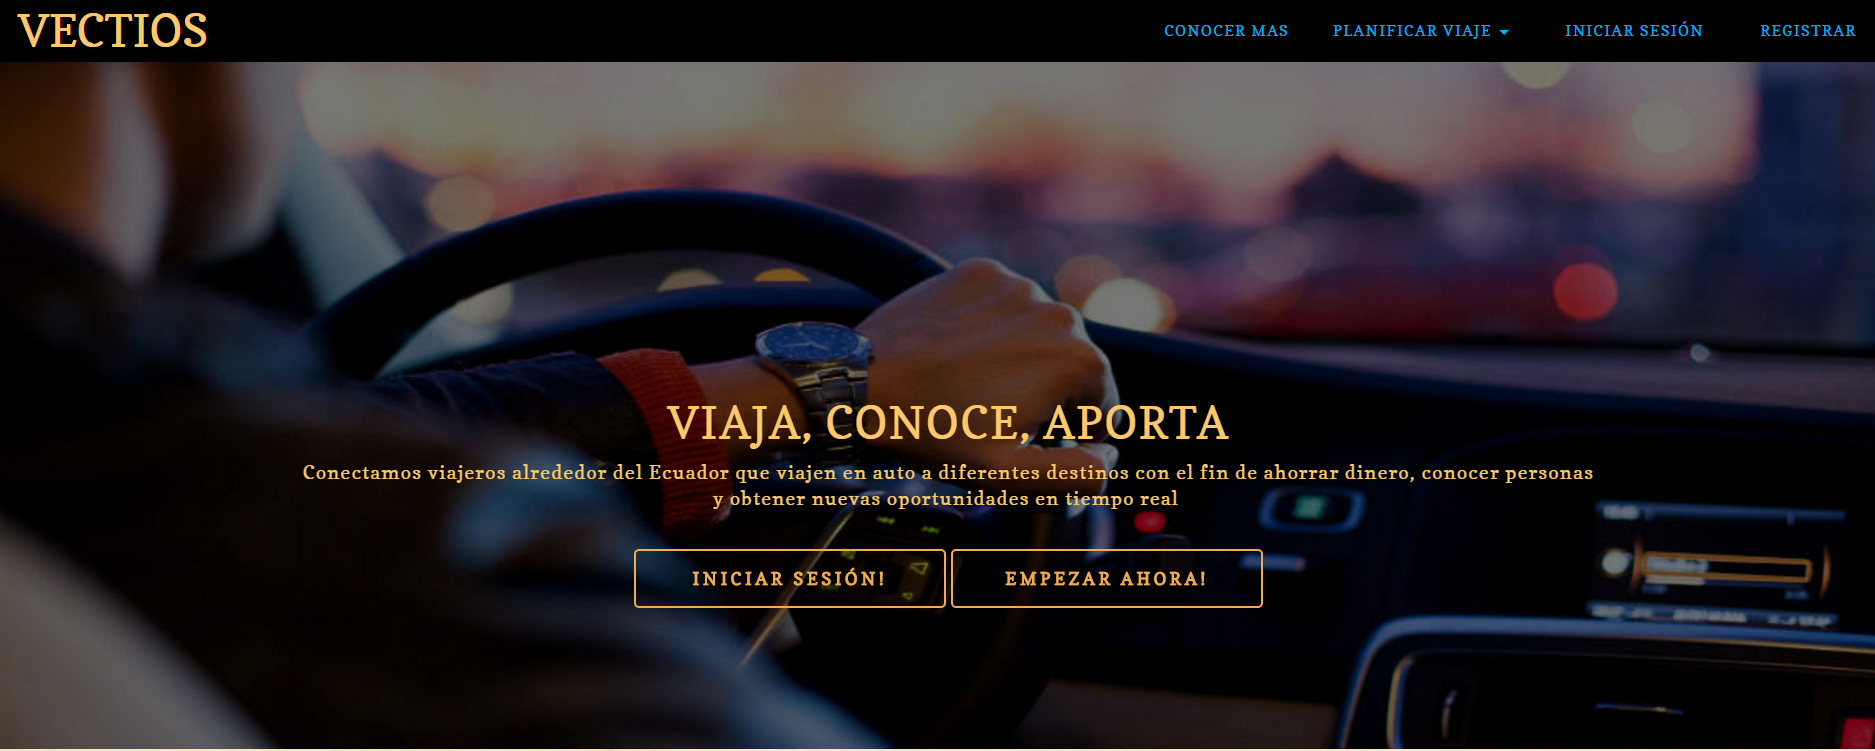 VECTIOS
CONOCER MAS
PLANIFICAR VIAJE
INICIAR SESIÓN
REGISTRAR
VIAJA, CONOCE, APORTA
Conectamos viajeros alrededor del Ecuador que viajen en auto a diferentes destinos con el fin de ahorrar dinero, conocer personas
y obtener nuevas oportunidades en tiempo real
INICIAR SESIÓN!
EMPEZAR AHORA!